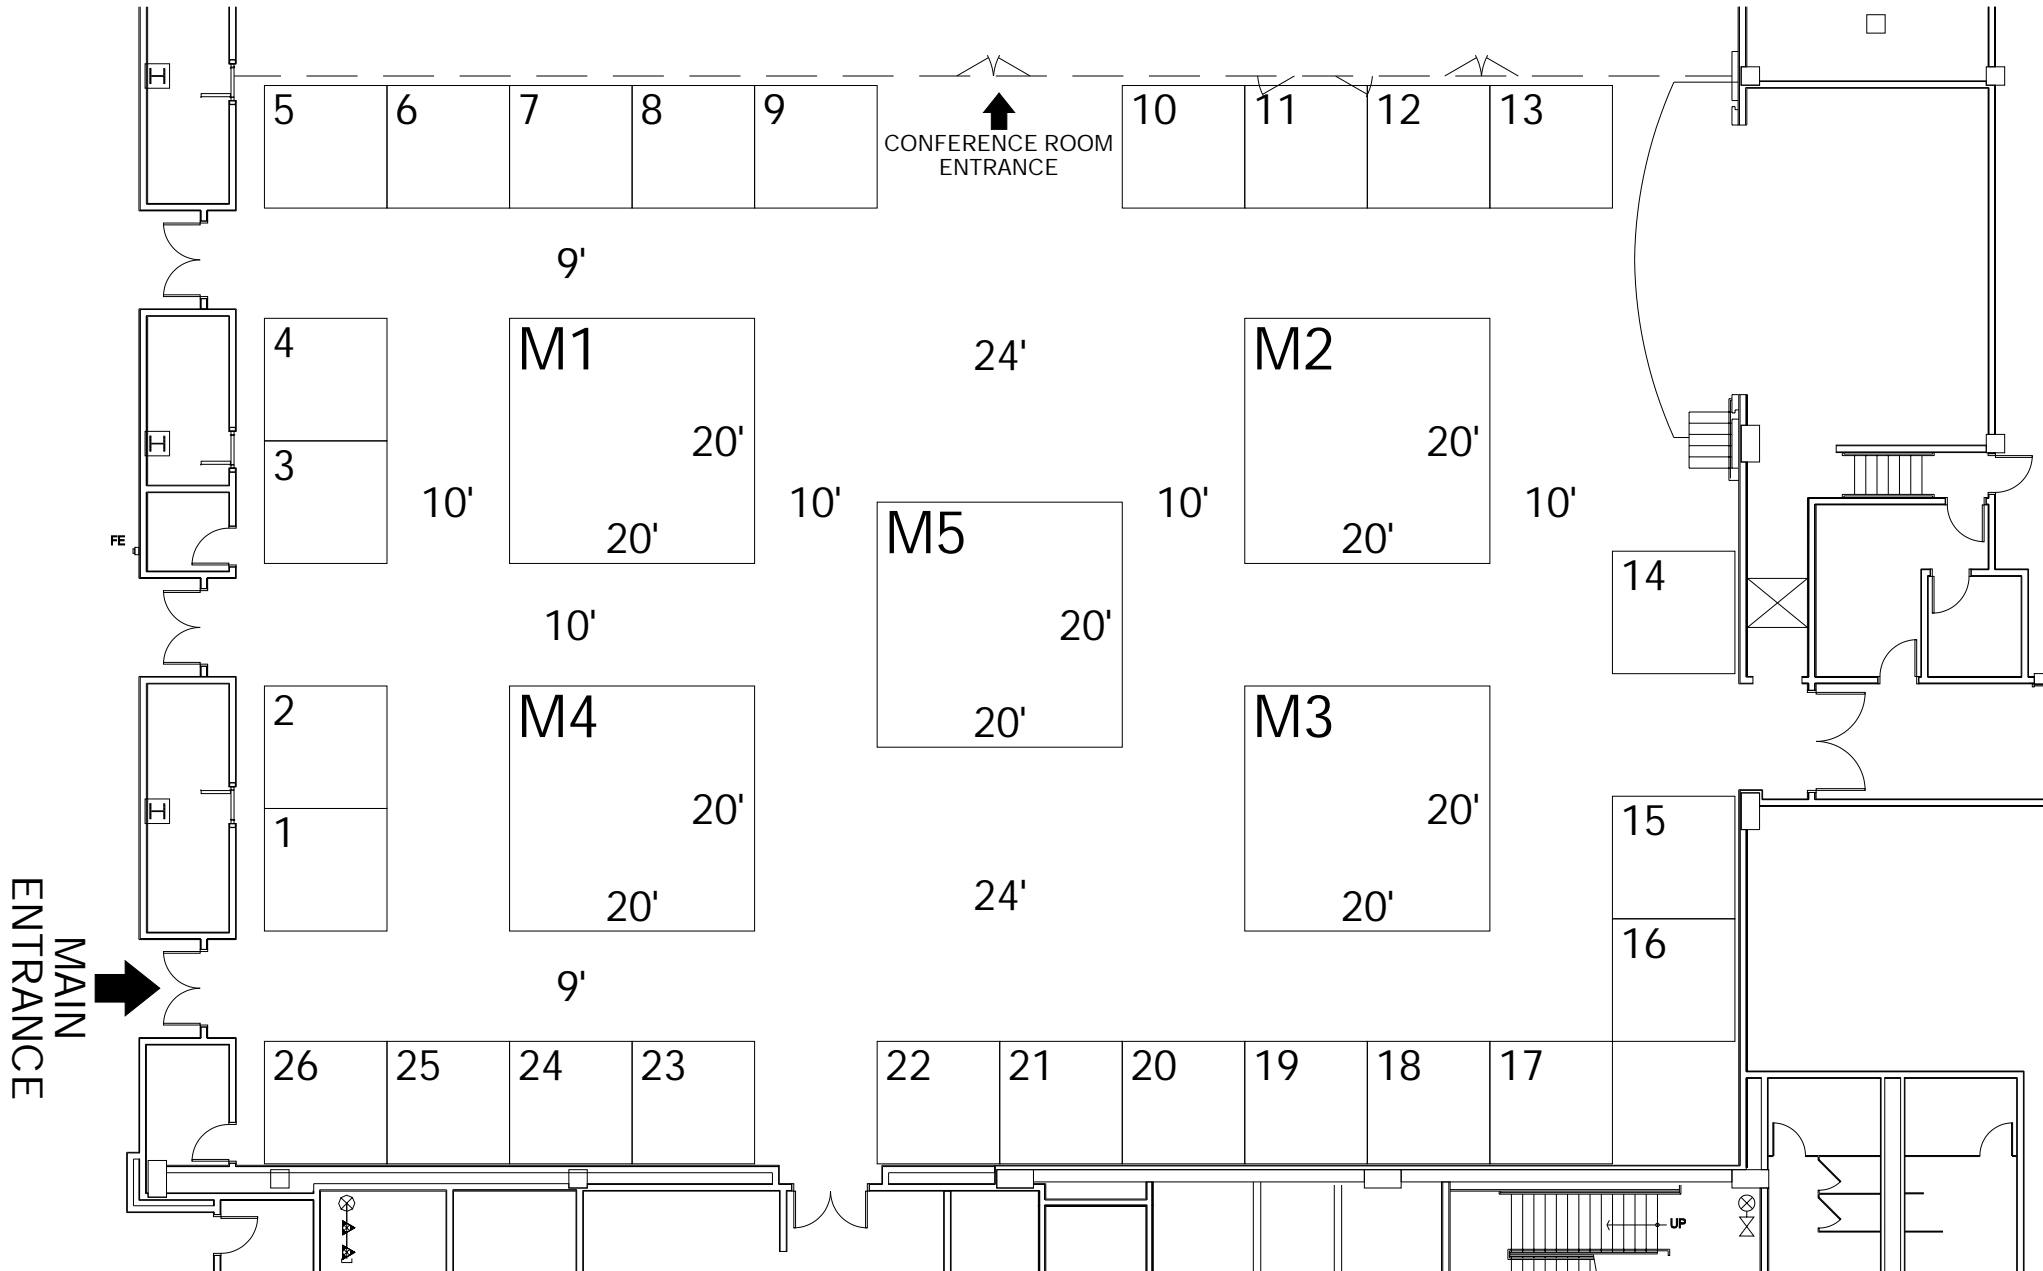 5 6 7 8 9 10 11 12 13
CONFERENCE ROOM
ENTRANCE
9'
4 M1 24' M2
3 20' 20'
10' 10' 10' 10'
M5
20' 20'
FE
14
10' 20'
2 M4 20' M3
1 20' 20' 15
24'
20' 20'
16
MAIN
ENTRANCE
9'
26 25 24 23 22 21 20 19 18 17
UP
H
H
H